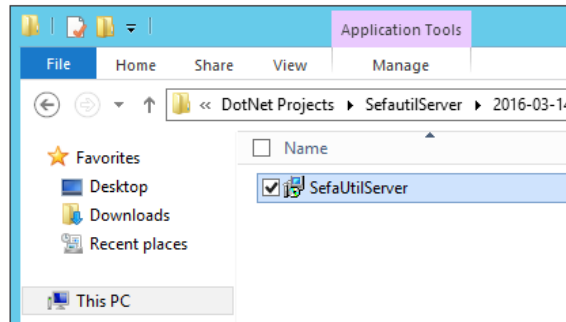 Application Tools
File Home Share View Manage
« DotNet Projects SefautilServer 2016-03-14
Favorites
Name
Desktop
SefaUtilServer
Downloads
Recent places
This PC